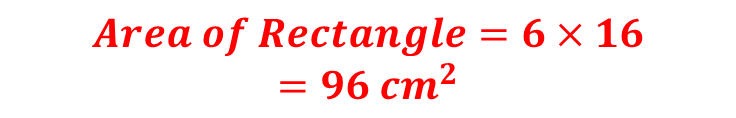 Area of Rectangle = 6 × 16
= 96 cm²